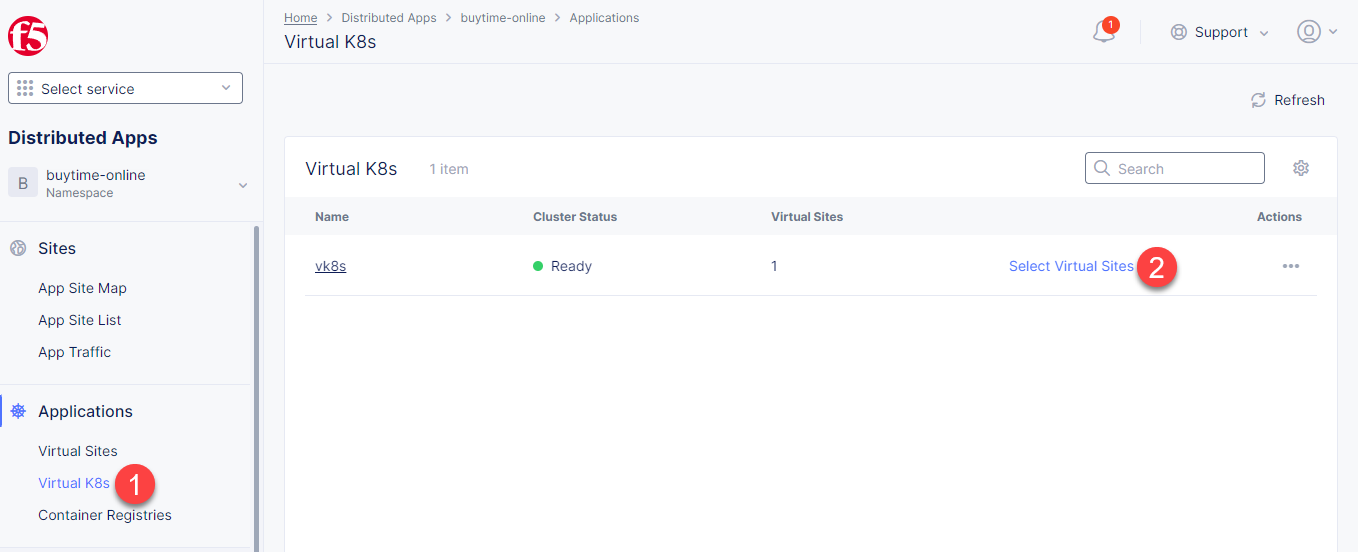 f5
Select service
Distributed Apps
B
buytime-online
Namespace
Sites
App Site Map
App Site List
App Traffic
Applications
Virtual Sites
Virtual K8s 1
Container Registries
Home > Distributed Apps > buytime-online > Applications
Virtual K8s
1
Support
Refresh
Virtual K8s 1 item
Search
Name Cluster Status Virtual Sites Actions
vk8s Ready 1 Select Virtual Sites 2 •••